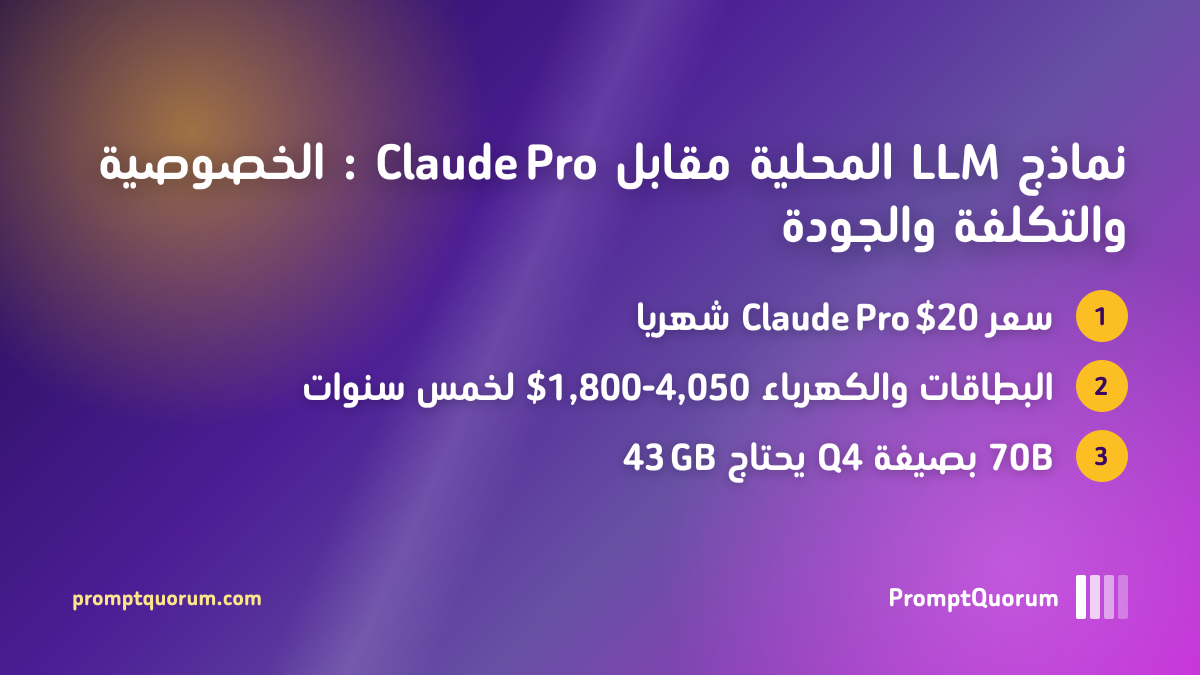 نماذج LLM المحلية مقابل Claude Pro : الخصوصية
والتكلفة والجودة
1 سعر Claude Pro $20 شهريا
2 البطاقات والكهرباء $1,800-4,050 لخمس سنوات
3 70B بصيغة Q4 يحتاج 43 GB
PromptQuorum
promptquorum.com